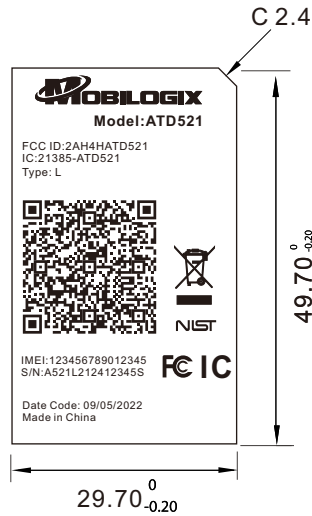 C 2.4
MOBILOGIX
Model:ATD521
FCC ID:2AH4HATD521
IC:21385-ATD521
Type: L
NIST
IMEI:123456789012345
S/N:A521L212412345S
FC IC
Date Code: 09/05/2022
Made in China
49.70 0 -0.20
29.70 0 -0.20